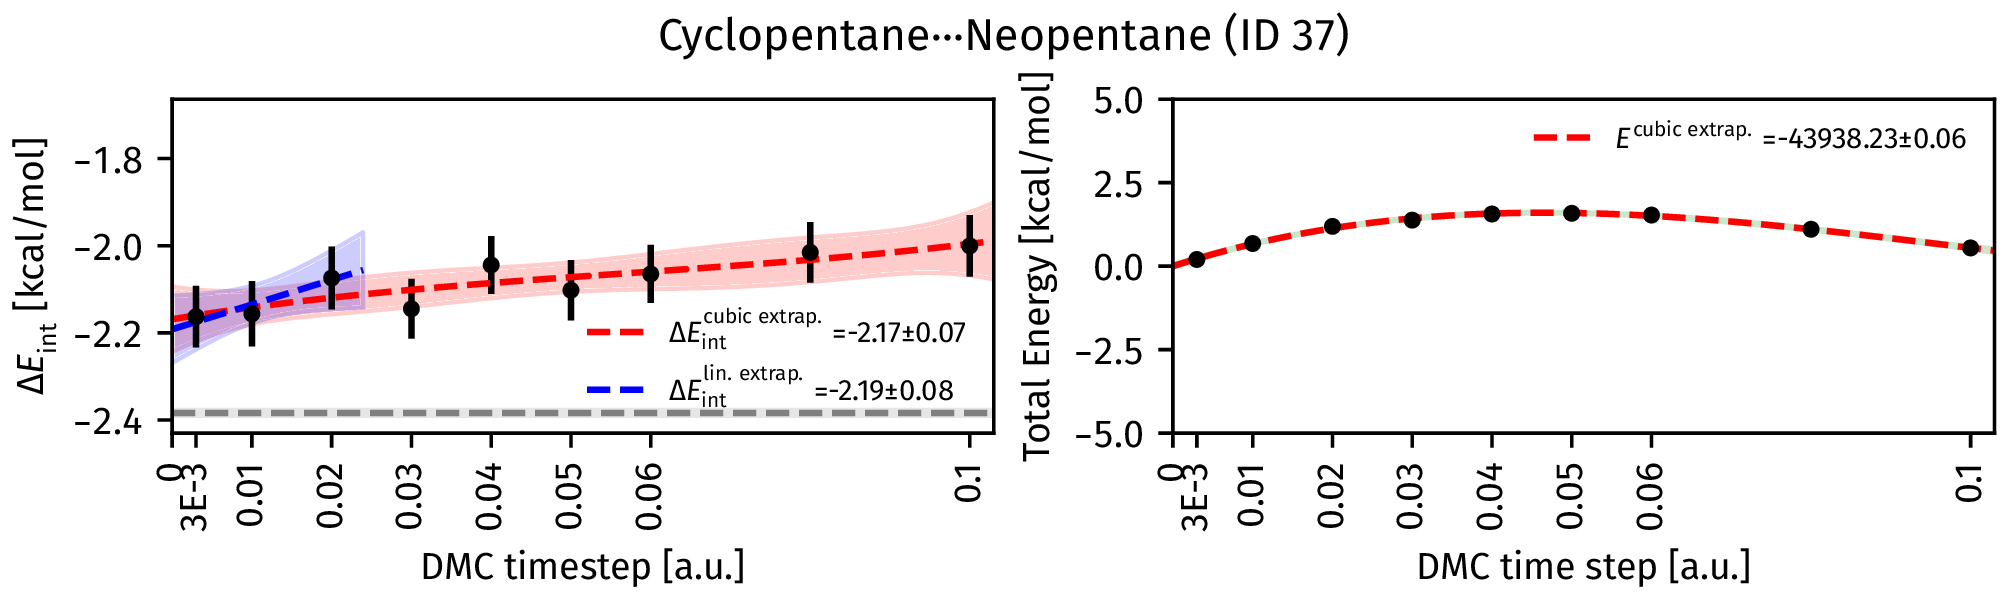 Cyclopentane···Neopentane (ID 37)
ΔEint [kcal/mol]
−1.8
−2.0
−2.2
−2.4
ΔEint cubic extrap. =-2.17±0.07
ΔEint lin. extrap. =-2.19±0.08
0
3E-3
0.01
0.02
0.03
0.04
0.05
0.06
0.1
DMC timestep [a.u.]
Total Energy [kcal/mol]
5.0
2.5
0.0
−2.5
−5.0
E cubic extrap. =-43938.23±0.06
0
3E-3
0.01
0.02
0.03
0.04
0.05
0.06
0.1
DMC time step [a.u.]